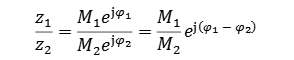 z₁/z₂ = M₁e^(jφ₁)/M₂e^(jφ₂) = M₁/M₂ e^(j(φ₁ − φ₂))